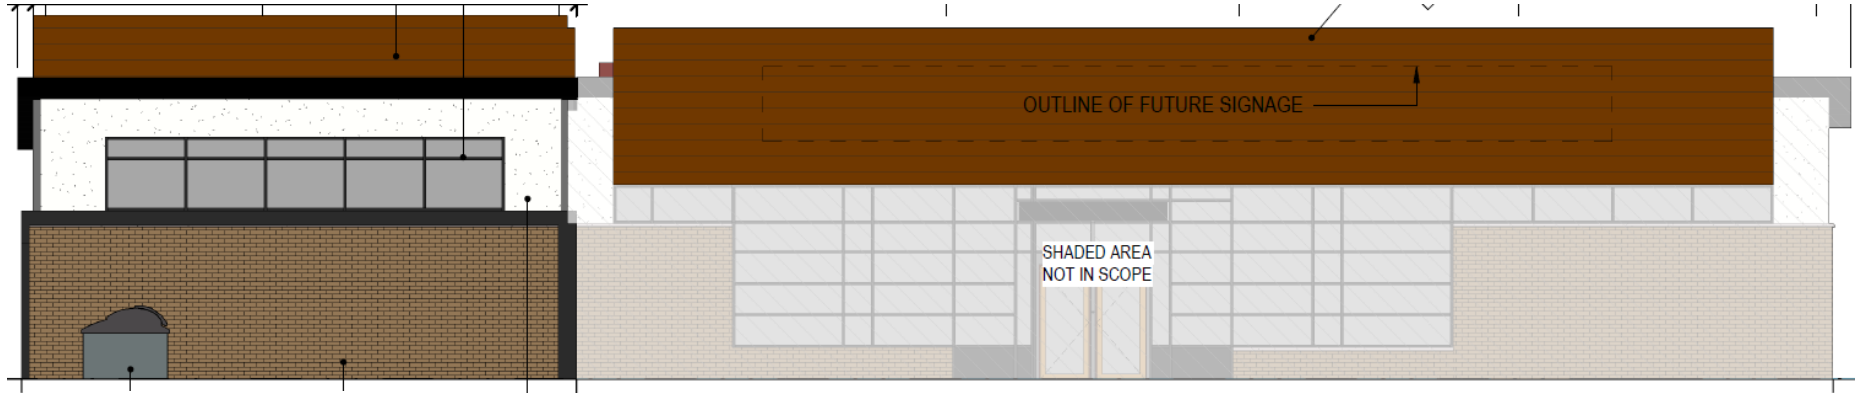 OUTLINE OF FUTURE SIGNAGE
SHADED AREA
NOT IN SCOPE